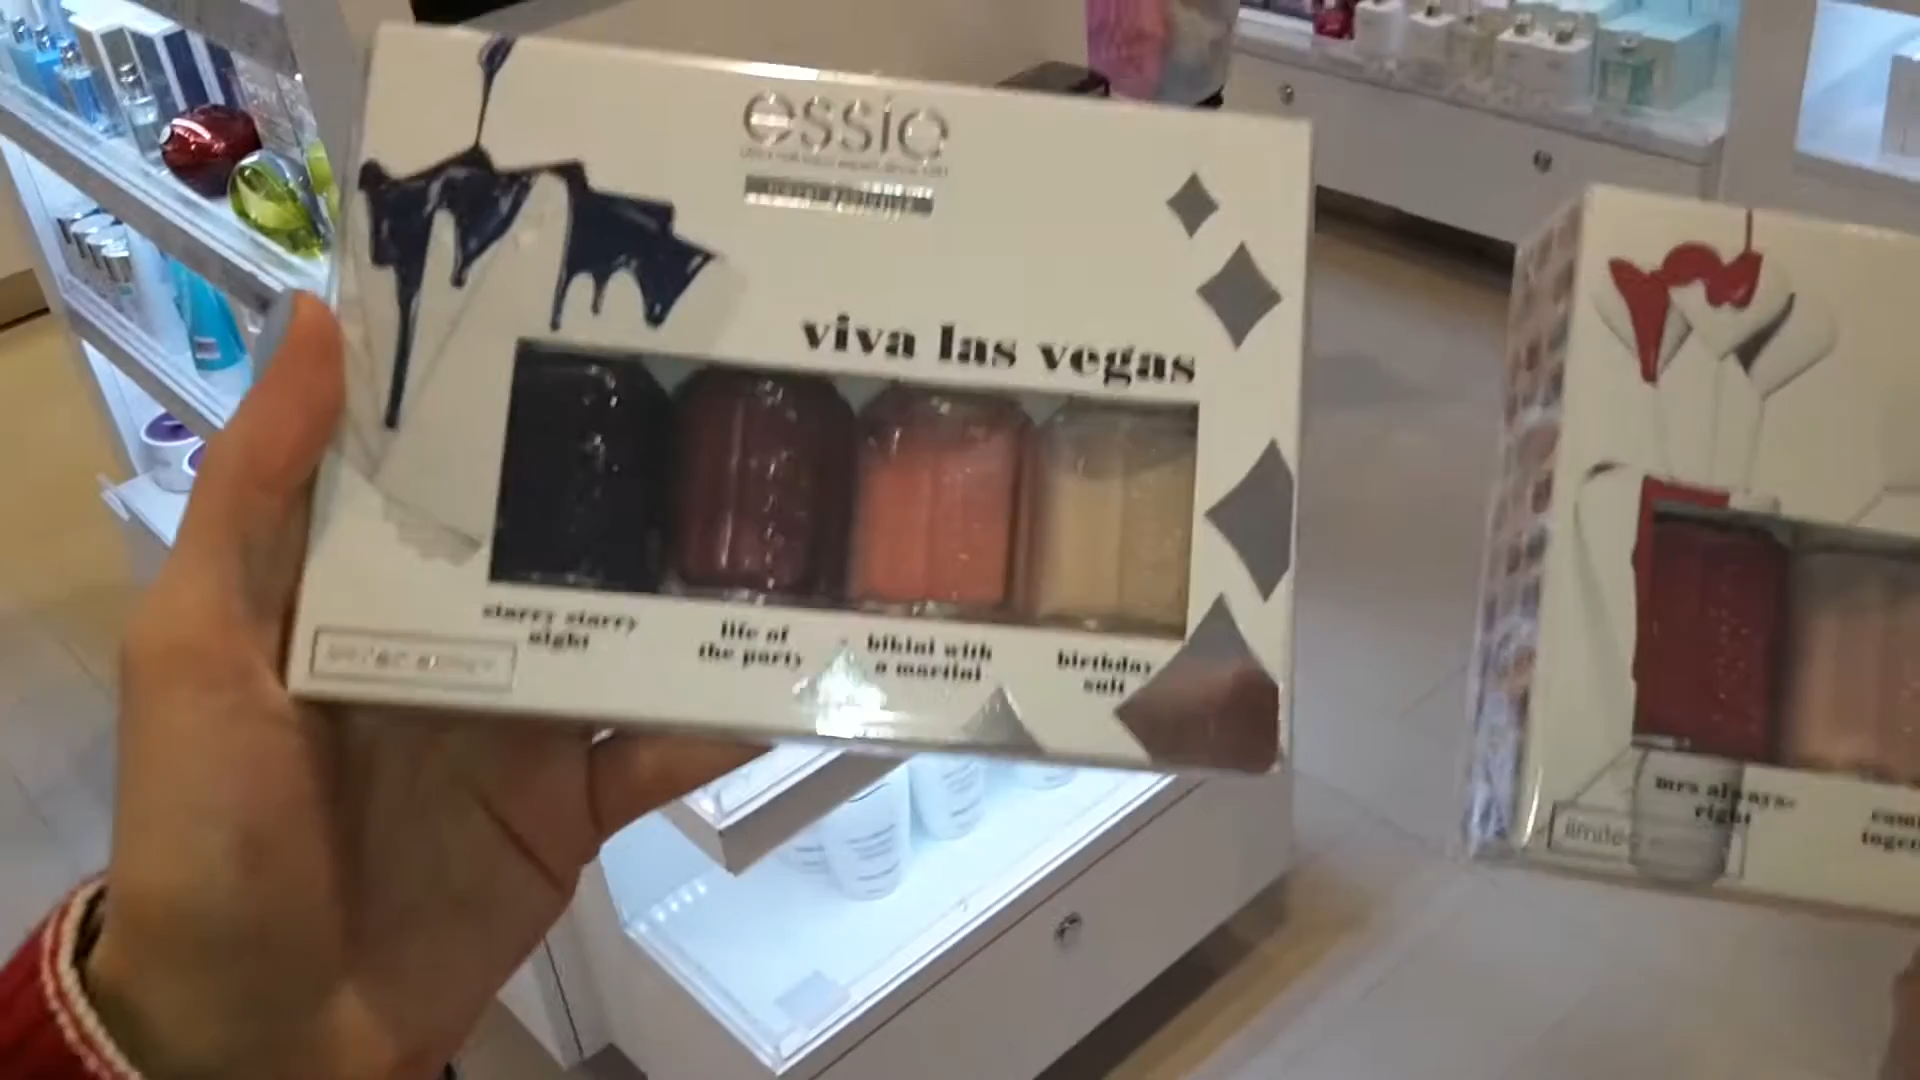 essie
viva las vegas
starry starry
night
life of
the party
bikini with
a martini
birthday
suit
mrs always-
right
limited